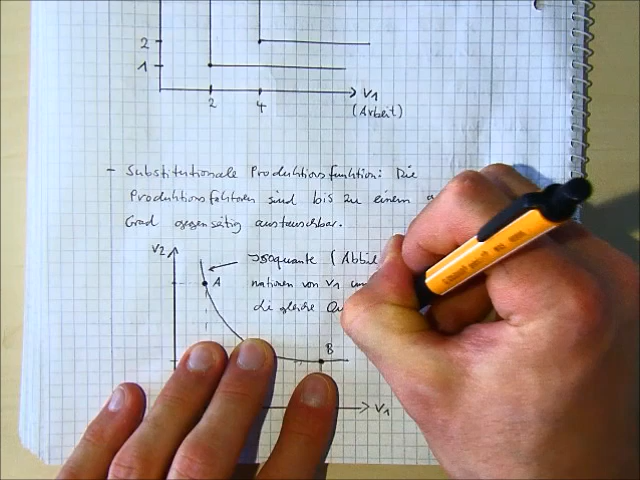 2
1
2
4
V1
(Arbeit)
- Substitutionale Produktionsfunktion: Die
Produktionsfaktoren sind bis zu einem
Grad gegenseitig austauschbar.
V2
Isoquante (Abbil
A
nationen von V1
die gleiche
B
V1